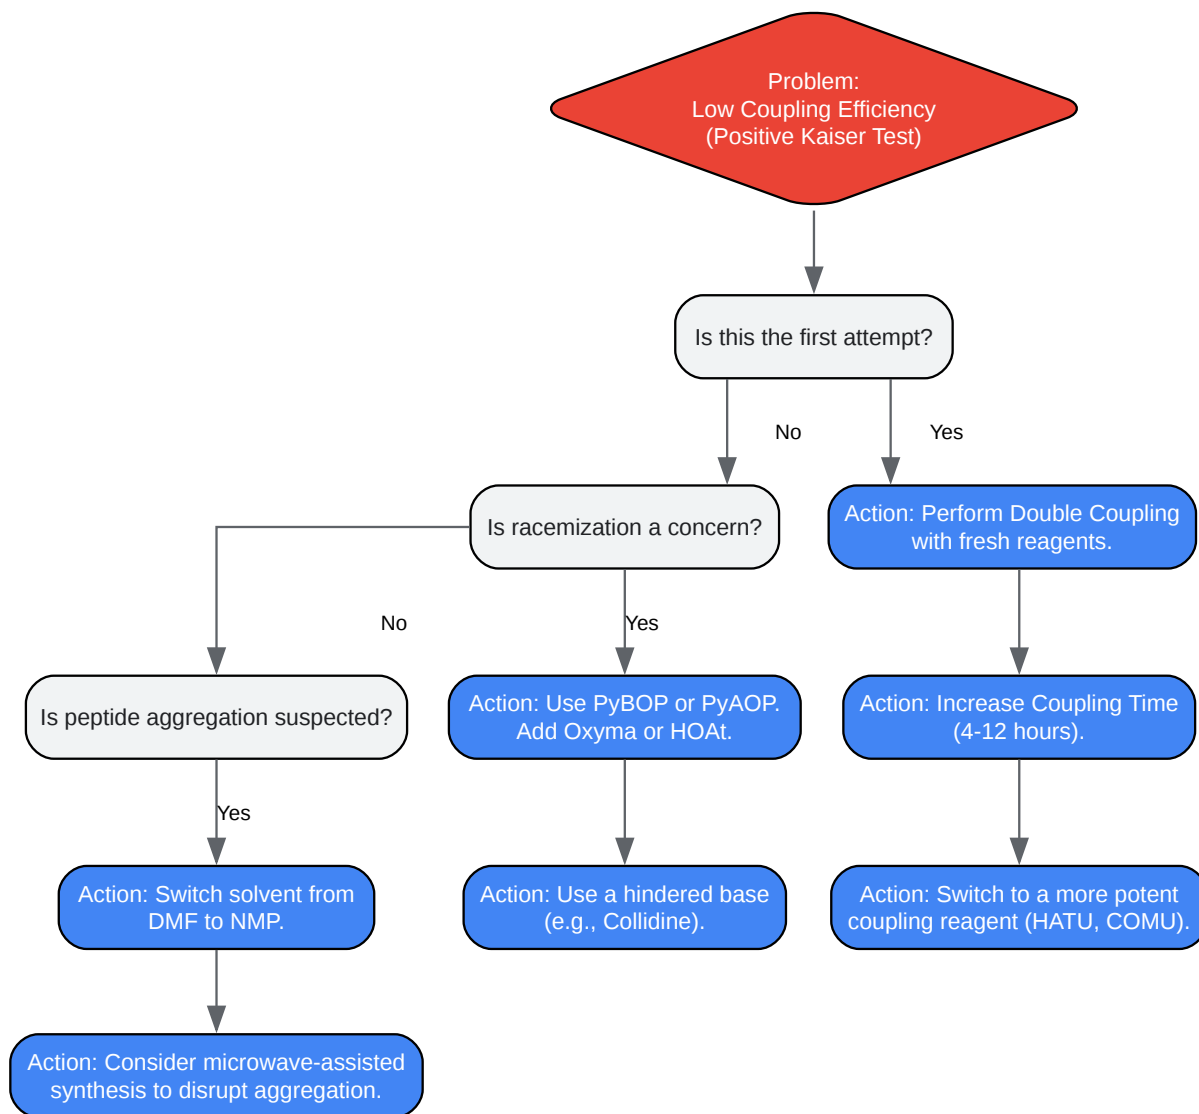 Problem:
Low Coupling Efficiency
(Positive Kaiser Test)
Is this the first attempt?
No
Yes
Is racemization a concern?
Action: Perform Double Coupling
with fresh reagents.
No
Yes
Is peptide aggregation suspected?
Action: Use PyBOP or PyAOP.
Add Oxyma or HOAt.
Action: Increase Coupling Time
(4-12 hours).
Yes
Action: Switch solvent from
DMF to NMP.
Action: Use a hindered base
(e.g., Collidine).
Action: Switch to a more potent
coupling reagent (HATU, COMU).
Action: Consider microwave-assisted
synthesis to disrupt aggregation.